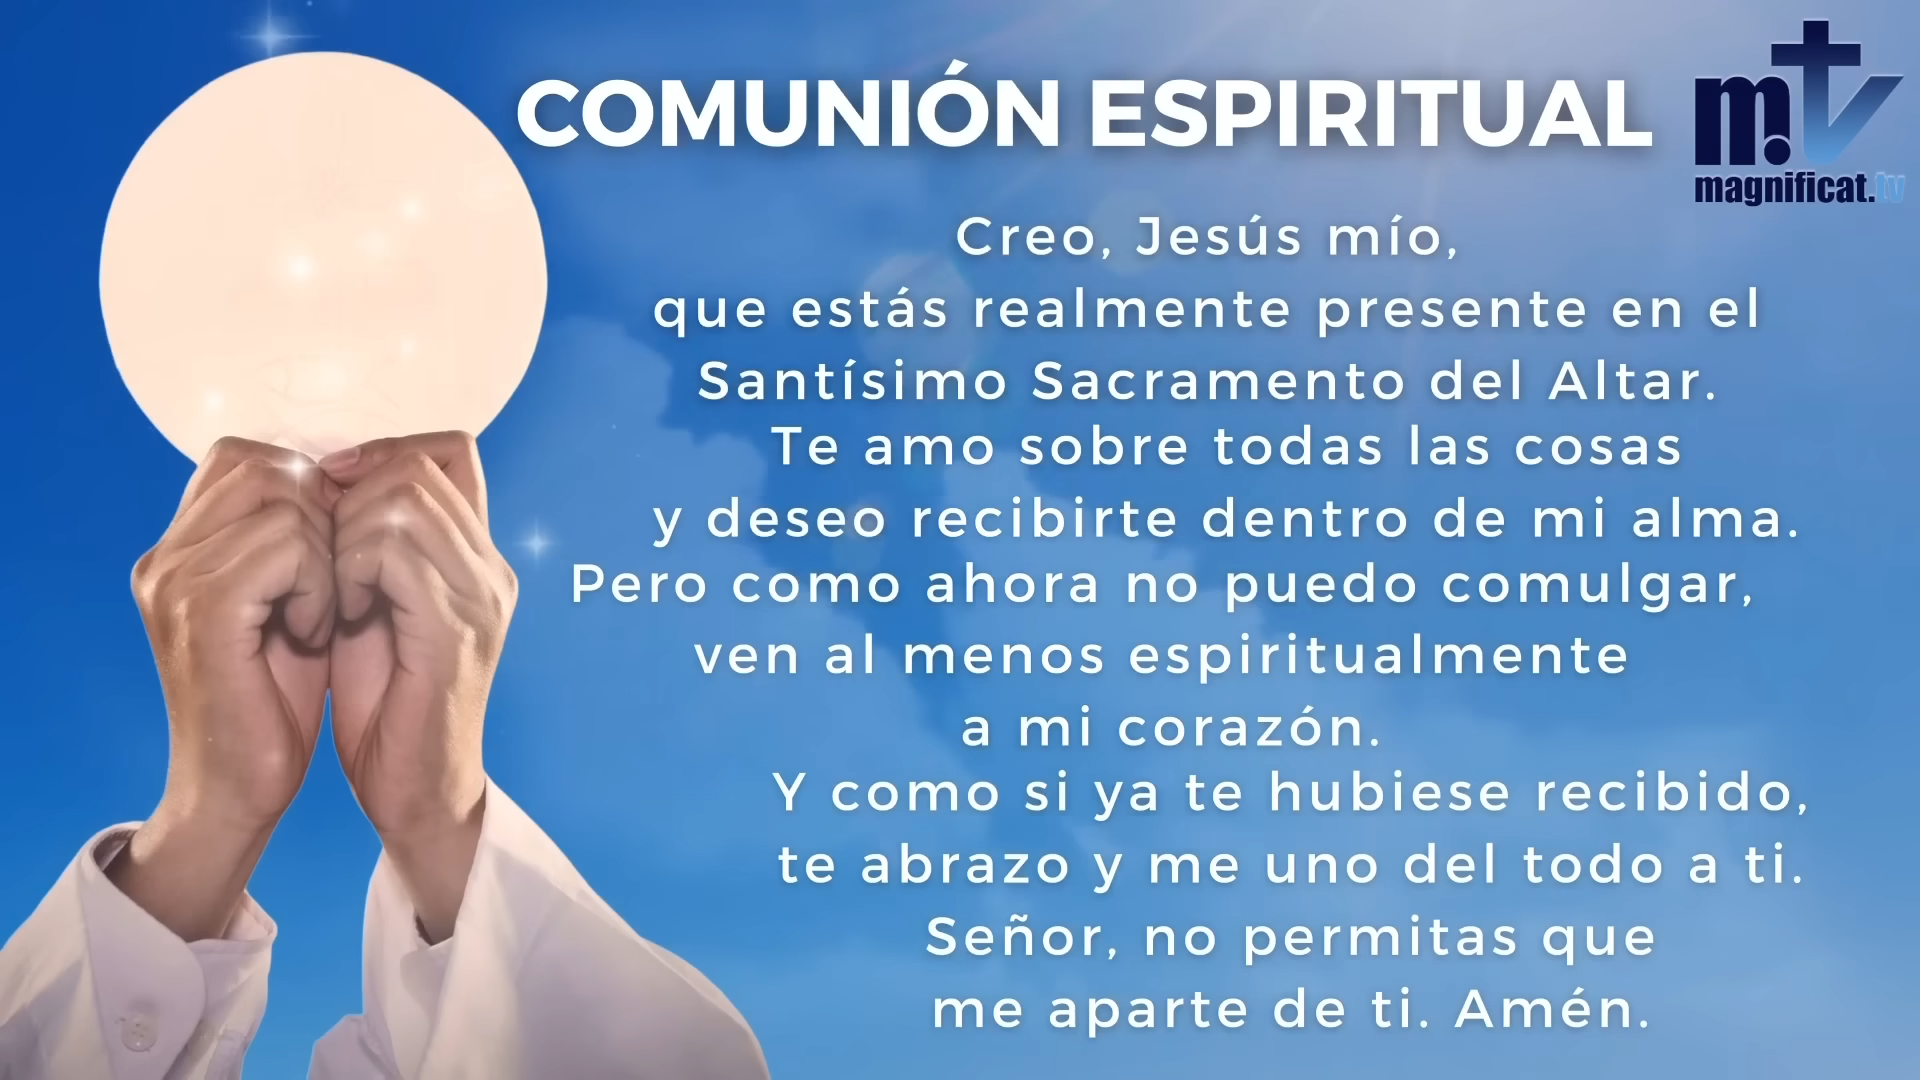 COMUNIÓN ESPIRITUAL
m.tv
magnificat.tv
Creo, Jesús mío,
que estás realmente presente en el
Santísimo Sacramento del Altar.
Te amo sobre todas las cosas
y deseo recibirte dentro de mi alma.
Pero como ahora no puedo comulgar,
ven al menos espiritualmente
a mi corazón.
Y como si ya te hubiese recibido,
te abrazo y me uno del todo a ti.
Señor, no permitas que
me aparte de ti. Amén.